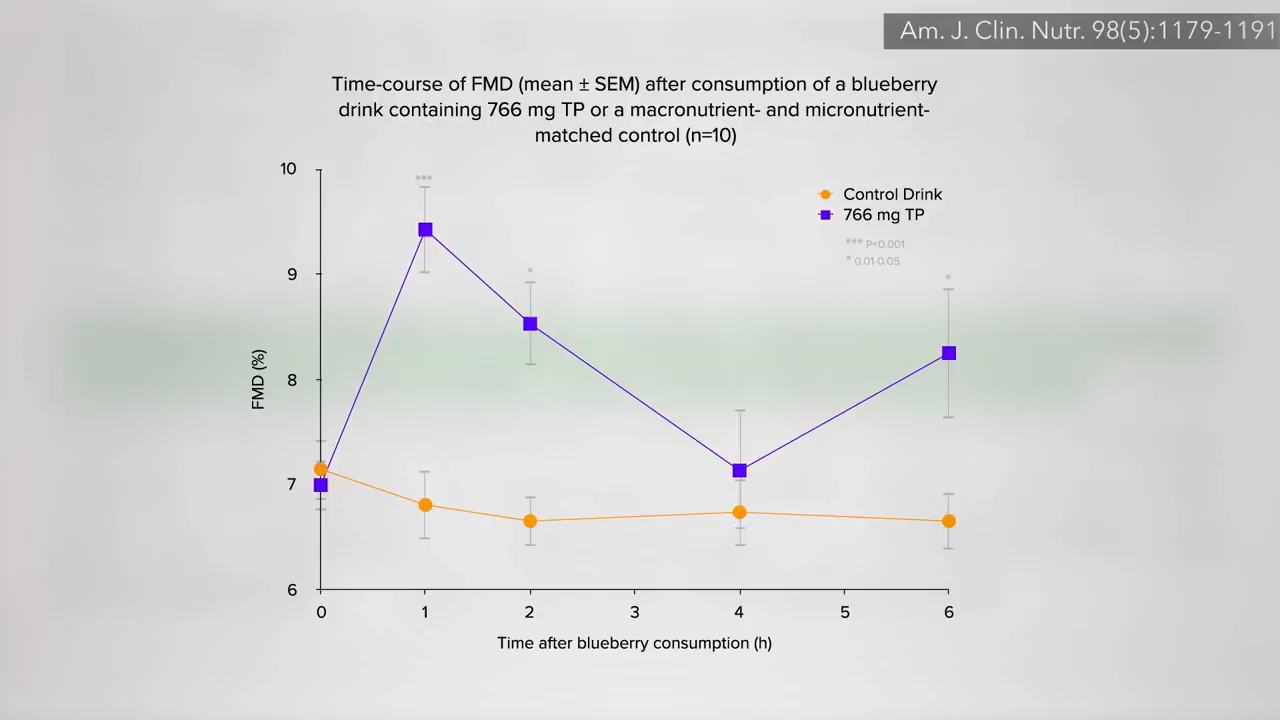 Am. J. Clin. Nutr. 98(5):1179-1191
Time-course of FMD (mean ± SEM) after consumption of a blueberry
drink containing 766 mg TP or a macronutrient- and micronutrient-
matched control (n=10)
10
9
8
7
6
FMD (%)
***
*
*
Control Drink
766 mg TP
*** P<0.001
* 0.01-0.05
0 1 2 3 4 5 6
Time after blueberry consumption (h)